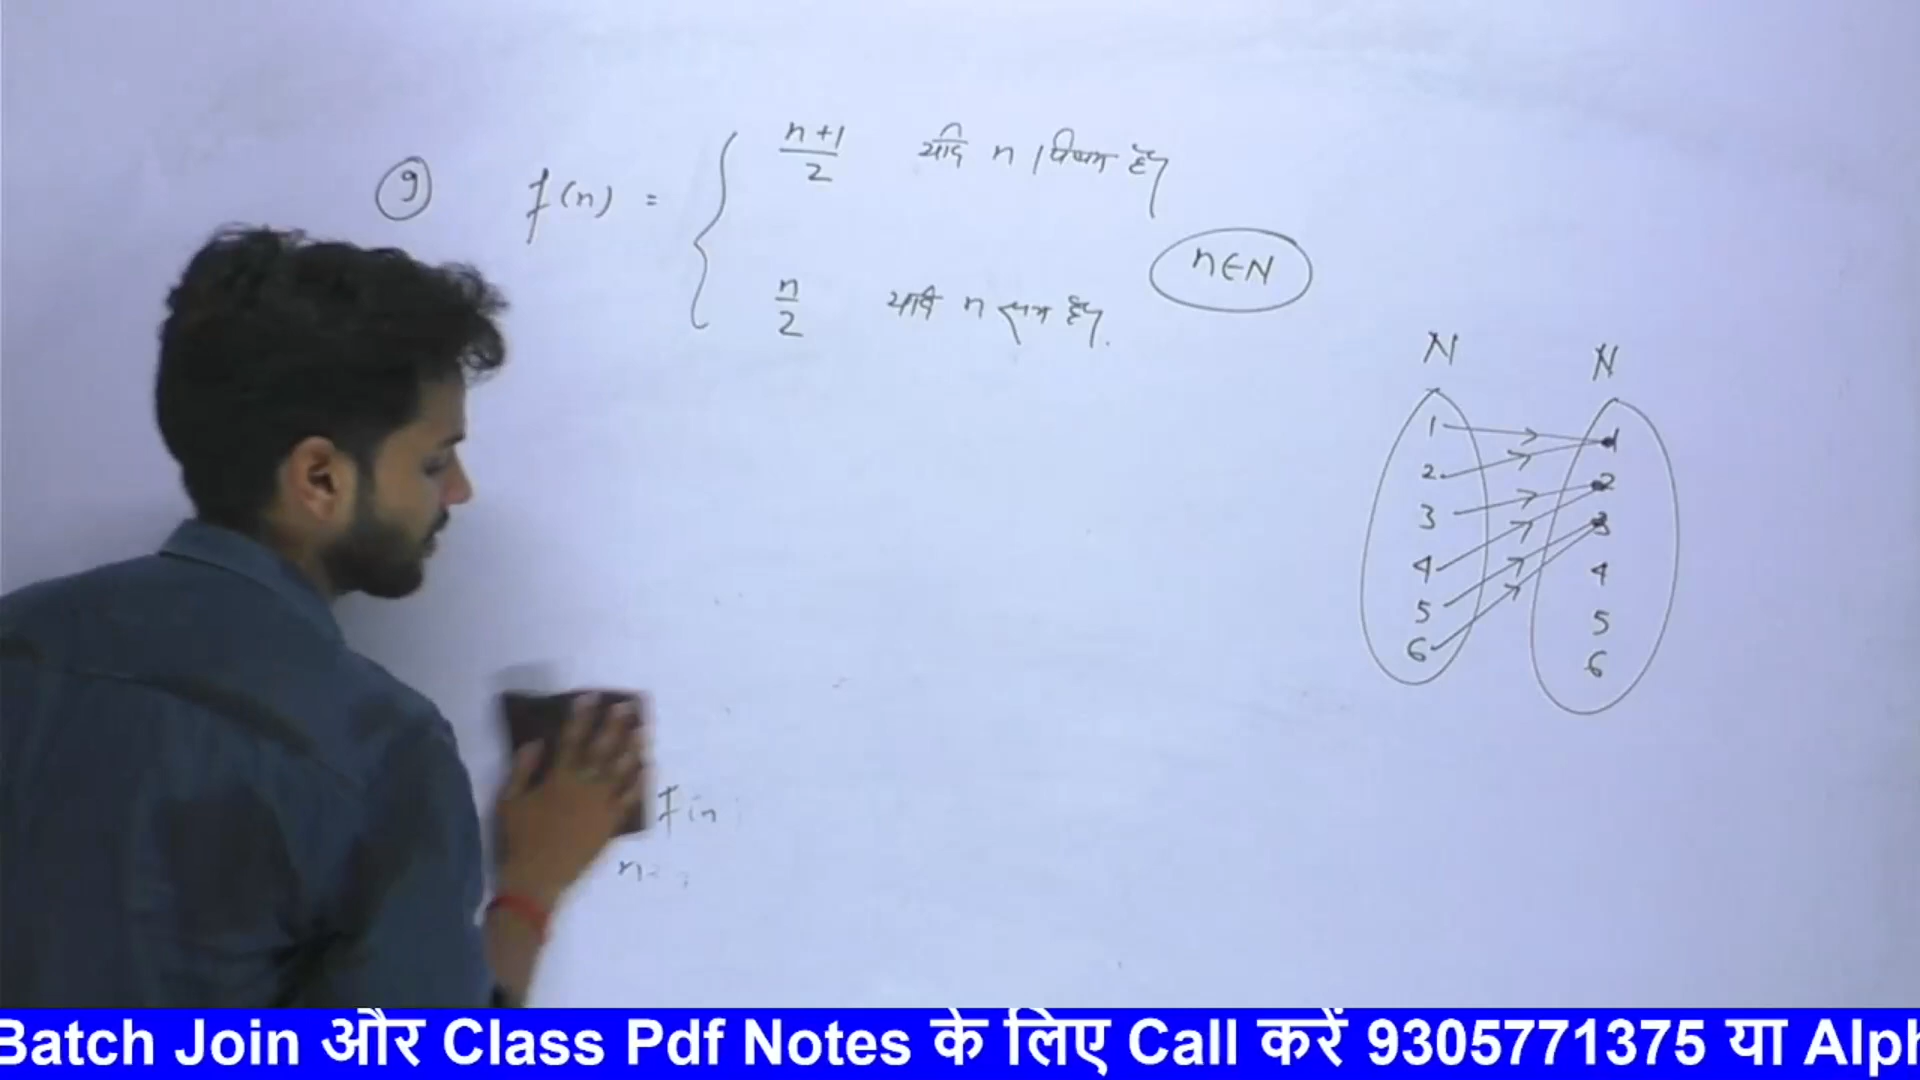 9 f(n) = { n+1/2 यदि n विषम है।
n/2 यदि n सम है।
n∈N
N N
1 1
2 2
3 3
4 4
5 5
6 6
Batch Join और Class Pdf Notes के लिए Call करें 9305771375 या Alph